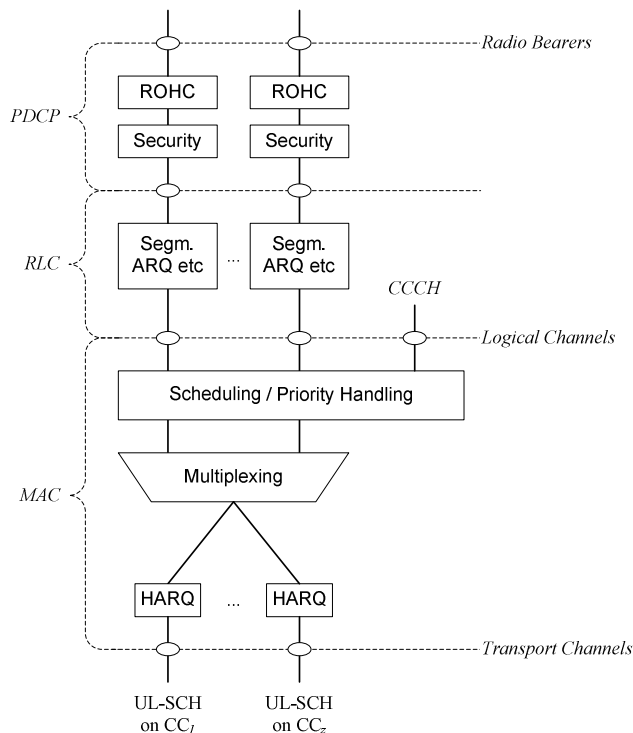 Radio Bearers
ROHC ROHC
PDCP
Security Security
Segm. ARQ etc ... Segm. ARQ etc
RLC
CCCH
Logical Channels
Scheduling / Priority Handling
Multiplexing
MAC
HARQ ... HARQ
Transport Channels
UL-SCH UL-SCH
on CC1 on CCz